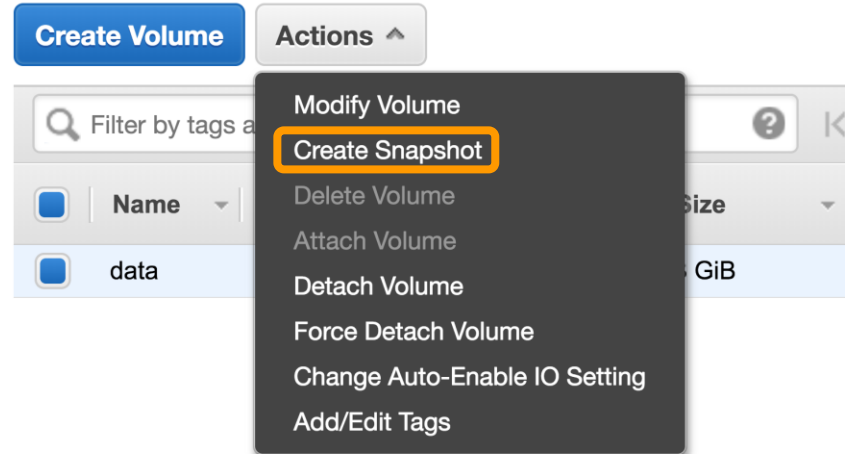 Create Volume Actions
Filter by tags a
Modify Volume
Create Snapshot
Delete Volume
Attach Volume
Detach Volume
Force Detach Volume
Change Auto-Enable IO Setting
Add/Edit Tags
Name Size
data GiB